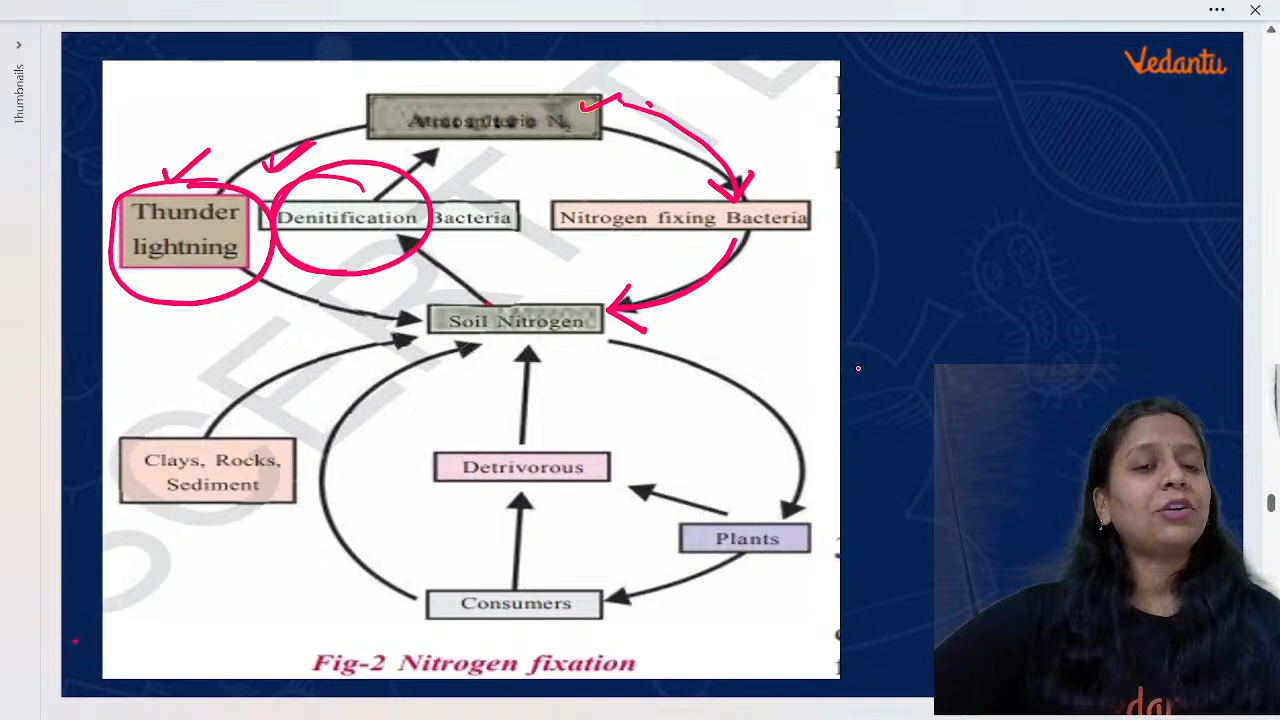 Thumbnails
Vedantu
Atmospheric N2
Thunder
lightning
Denitification Bacteria
Nitrogen fixing Bacteria
Soil Nitrogen
Clays, Rocks,
Sediment
Detrivorous
Plants
Consumers
Fig-2 Nitrogen fixation